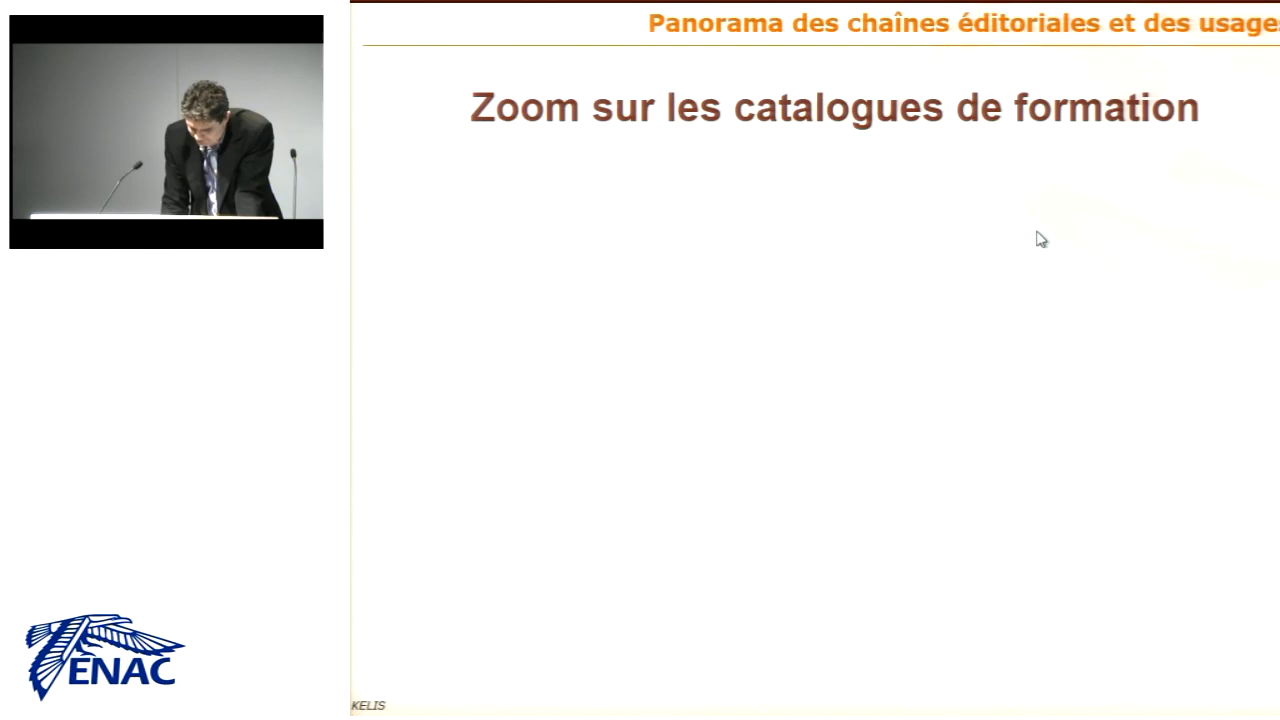 Panorama des chaînes éditoriales et des usage
Zoom sur les catalogues de formation
ENAC
KELIS